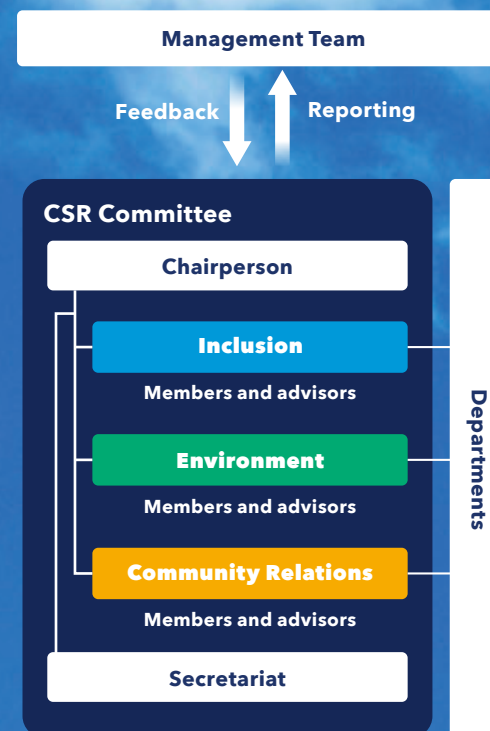 Management Team
Feedback
Reporting
CSR Committee
Chairperson
Inclusion
Members and advisors
Environment
Members and advisors
Community Relations
Members and advisors
Secretariat
Departments